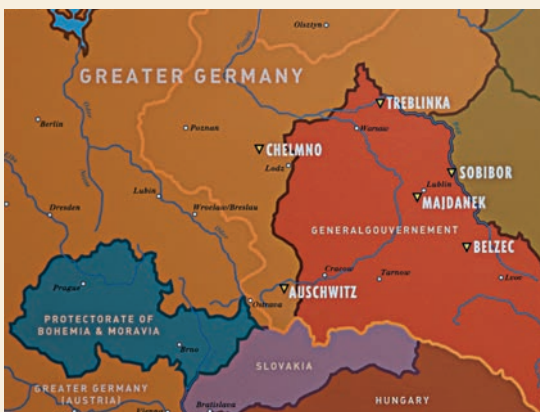 Olsztyn
GREATER GERMANY
TREBLINKA
Berlin
Poznan
Warsaw
CHELMNO
Lodz
SOBIBOR
Lublin
MAJDANEK
Lubin
Dresden
Wroclaw/Breslau
GENERALGOUVERNEMENT
BELZEC
Cracow
Tarnow
Prague
AUSCHWITZ
Ostrava
PROTECTORATE OF
BOHEMIA & MORAVIA
Brno
SLOVAKIA
GREATER GERMANY
(AUSTRIA)
HUNGARY
Bratislava
Vienna